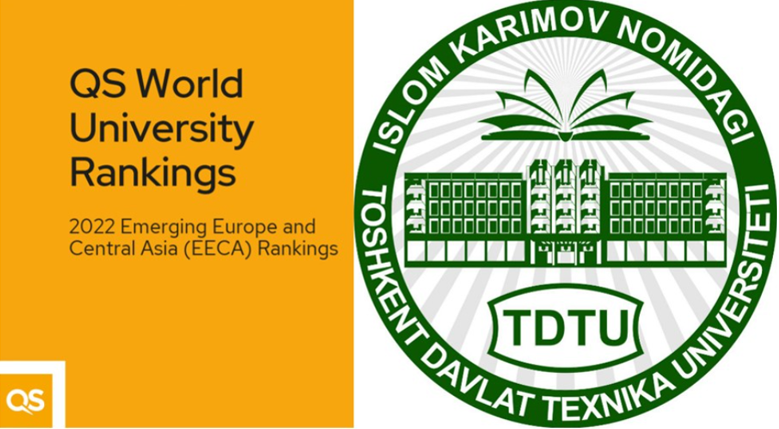 QS World
University
Rankings
2022 Emerging Europe and
Central Asia (EECA) Rankings
QS
ISLOM KARIMOV NOMIDAGI
TOSHKENT DAVLAT TEXNIKA UNIVERSITETI
TDTU